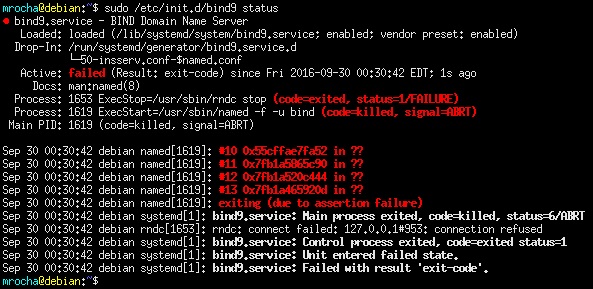 mrocha@debian:~$ sudo /etc/init.d/bind9 status
● bind9.service - BIND Domain Name Server
Loaded: loaded (/lib/systemd/system/bind9.service; enabled; vendor preset: enabled)
Drop-In: /run/systemd/generator/bind9.service.d
└─50-insserv.conf-$named.conf
Active: failed (Result: exit-code) since Fri 2016-09-30 00:30:42 EDT; 1s ago
Docs: man:named(8)
Process: 1653 ExecStop=/usr/sbin/rndc stop (code=exited, status=1/FAILURE)
Process: 1619 ExecStart=/usr/sbin/named -f -u bind (code=killed, signal=ABRT)
Main PID: 1619 (code=killed, signal=ABRT)
Sep 30 00:30:42 debian named[1619]: #10 0x55cffae7fa52 in ??
Sep 30 00:30:42 debian named[1619]: #11 0x7fb1a5865c90 in ??
Sep 30 00:30:42 debian named[1619]: #12 0x7fb1a520c444 in ??
Sep 30 00:30:42 debian named[1619]: #13 0x7fb1a465920d in ??
Sep 30 00:30:42 debian named[1619]: exiting (due to assertion failure)
Sep 30 00:30:42 debian systemd[1]: bind9.service: Main process exited, code=killed, status=6/ABRT
Sep 30 00:30:42 debian rndc[1653]: rndc: connect failed: 127.0.0.1#953: connection refused
Sep 30 00:30:42 debian systemd[1]: bind9.service: Control process exited, code=exited status=1
Sep 30 00:30:42 debian systemd[1]: bind9.service: Unit entered failed state.
Sep 30 00:30:42 debian systemd[1]: bind9.service: Failed with result 'exit-code'.
mrocha@debian:~$